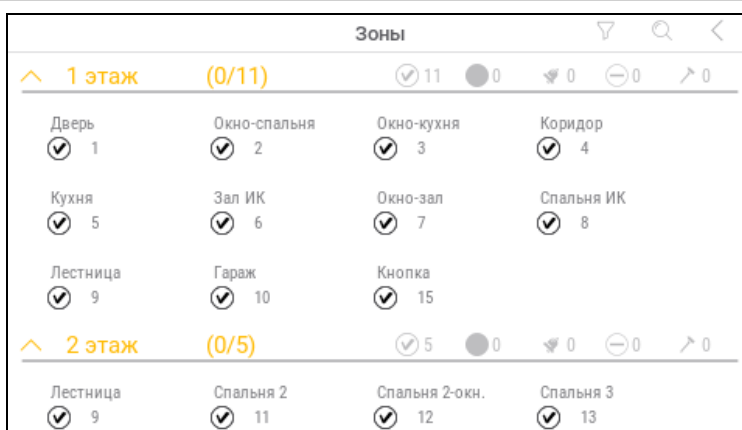 Зоны
1 этаж (0/11) 11 0 0 0 0
Дверь Окно-спальня Окно-кухня Коридор
1 2 3 4
Кухня Зал ИК Окно-зал Спальня ИК
5 6 7 8
Лестница Гараж Кнопка
9 10 15
2 этаж (0/5) 5 0 0 0 0
Лестница Спальня 2 Спальня 2-окн. Спальня 3
9 11 12 13